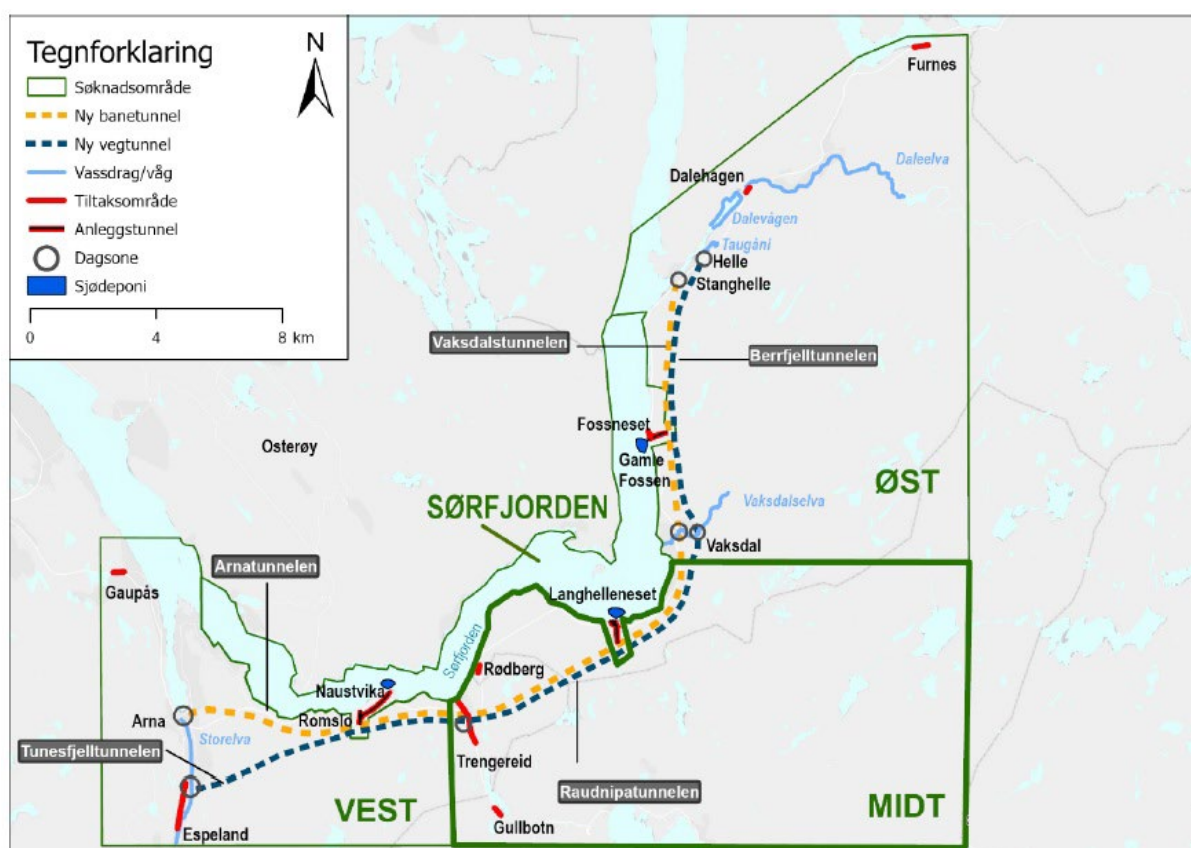 Tegnforklaring
N
Søknadsområde
Ny banetunnel
Ny vegtunnel
Vassdrag/våg
Tiltaksområde
Anleggstunnel
Dagsone
Sjødeponi
0 4 8 km
Furnes
Daleelva
Dalehagen
Dalevågen
Taugåni
Helle
Stanghelle
Vaksdalstunnelen
Berrfjelltunnelen
Fossneset
Osterøy
Gamle
Fossen
ØST
SØRFJORDEN
Vaksdalselva
Vaksdal
Arnatunnelen
Gaupås
Langhelleneset
Sørfjorden
Rødberg
Naustvika
Arna
Romslo
Storelva
Tunesfjelltunnelen
Trengereid
Raudnipatunnelen
VEST
MIDT
Gullbotn
Espeland